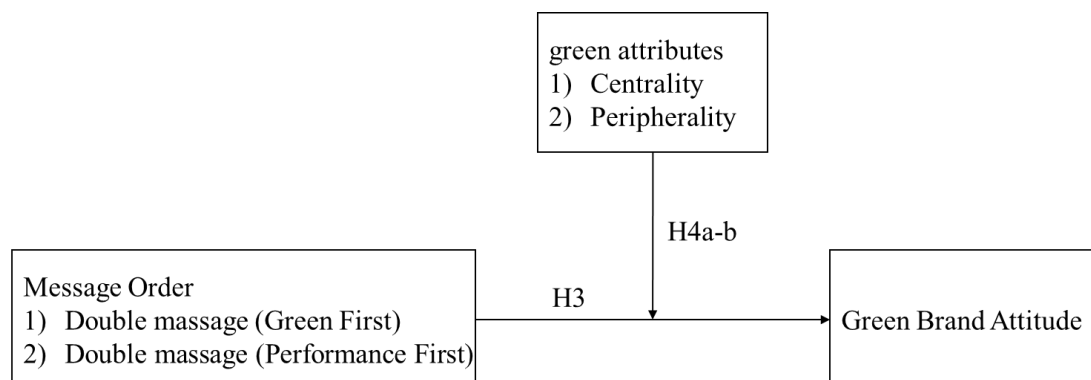 green attributes
1) Centrality
2) Peripherality
H4a-b
Message Order
1) Double massage (Green First)
2) Double massage (Performance First)
H3
Green Brand Attitude